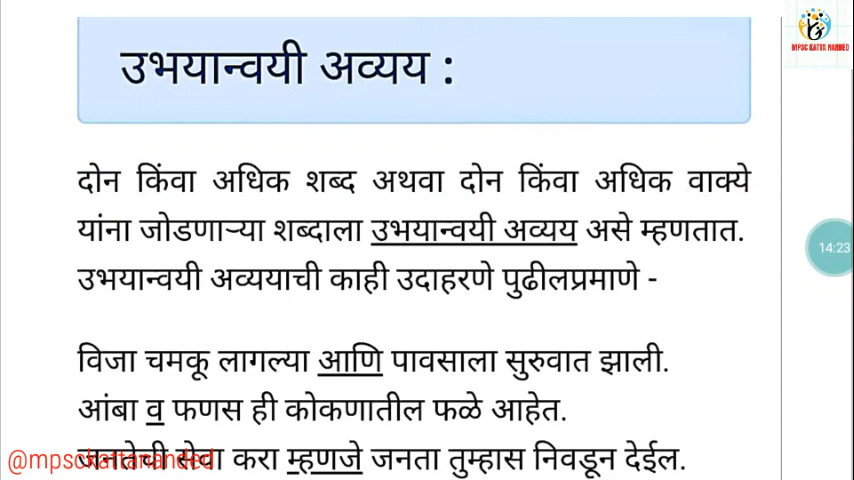 उभयान्वयी अव्यय :
MPSC KATTA NANDED
दोन किंवा अधिक शब्द अथवा दोन किंवा अधिक वाक्ये
यांना जोडणाऱ्या शब्दाला उभयान्वयी अव्यय असे म्हणतात.
14:23
उभयान्वयी अव्ययाची काही उदाहरणे पुढीलप्रमाणे -
विजा चमकू लागल्या आणि पावसाला सुरुवात झाली.
आंबा व फणस ही कोकणातील फळे आहेत.
जनतेची सेवा करा म्हणजे जनता तुम्हास निवडून देईल.
@mpsckattananded